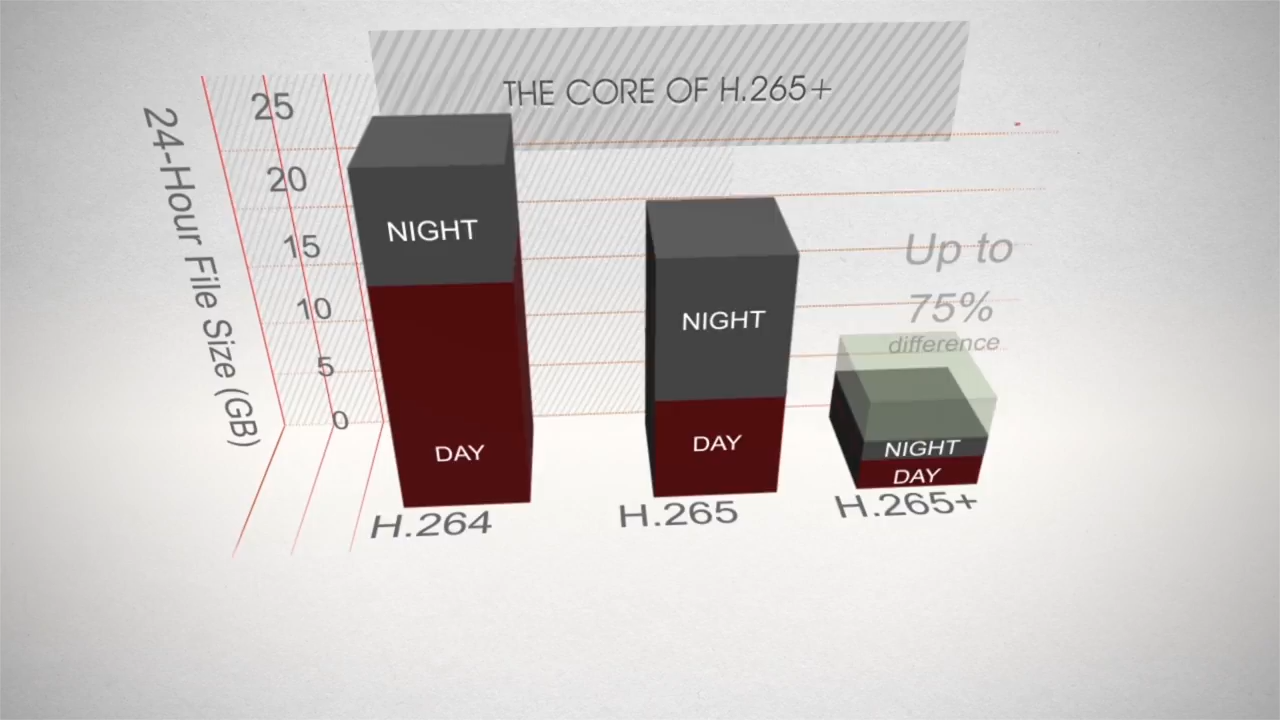 THE CORE OF H.265+
24-Hour File Size (GB)
25
20
15
10
5
0
NIGHT
DAY
H.264
NIGHT
DAY
H.265
Up to
75%
difference
NIGHT
DAY
H.265+